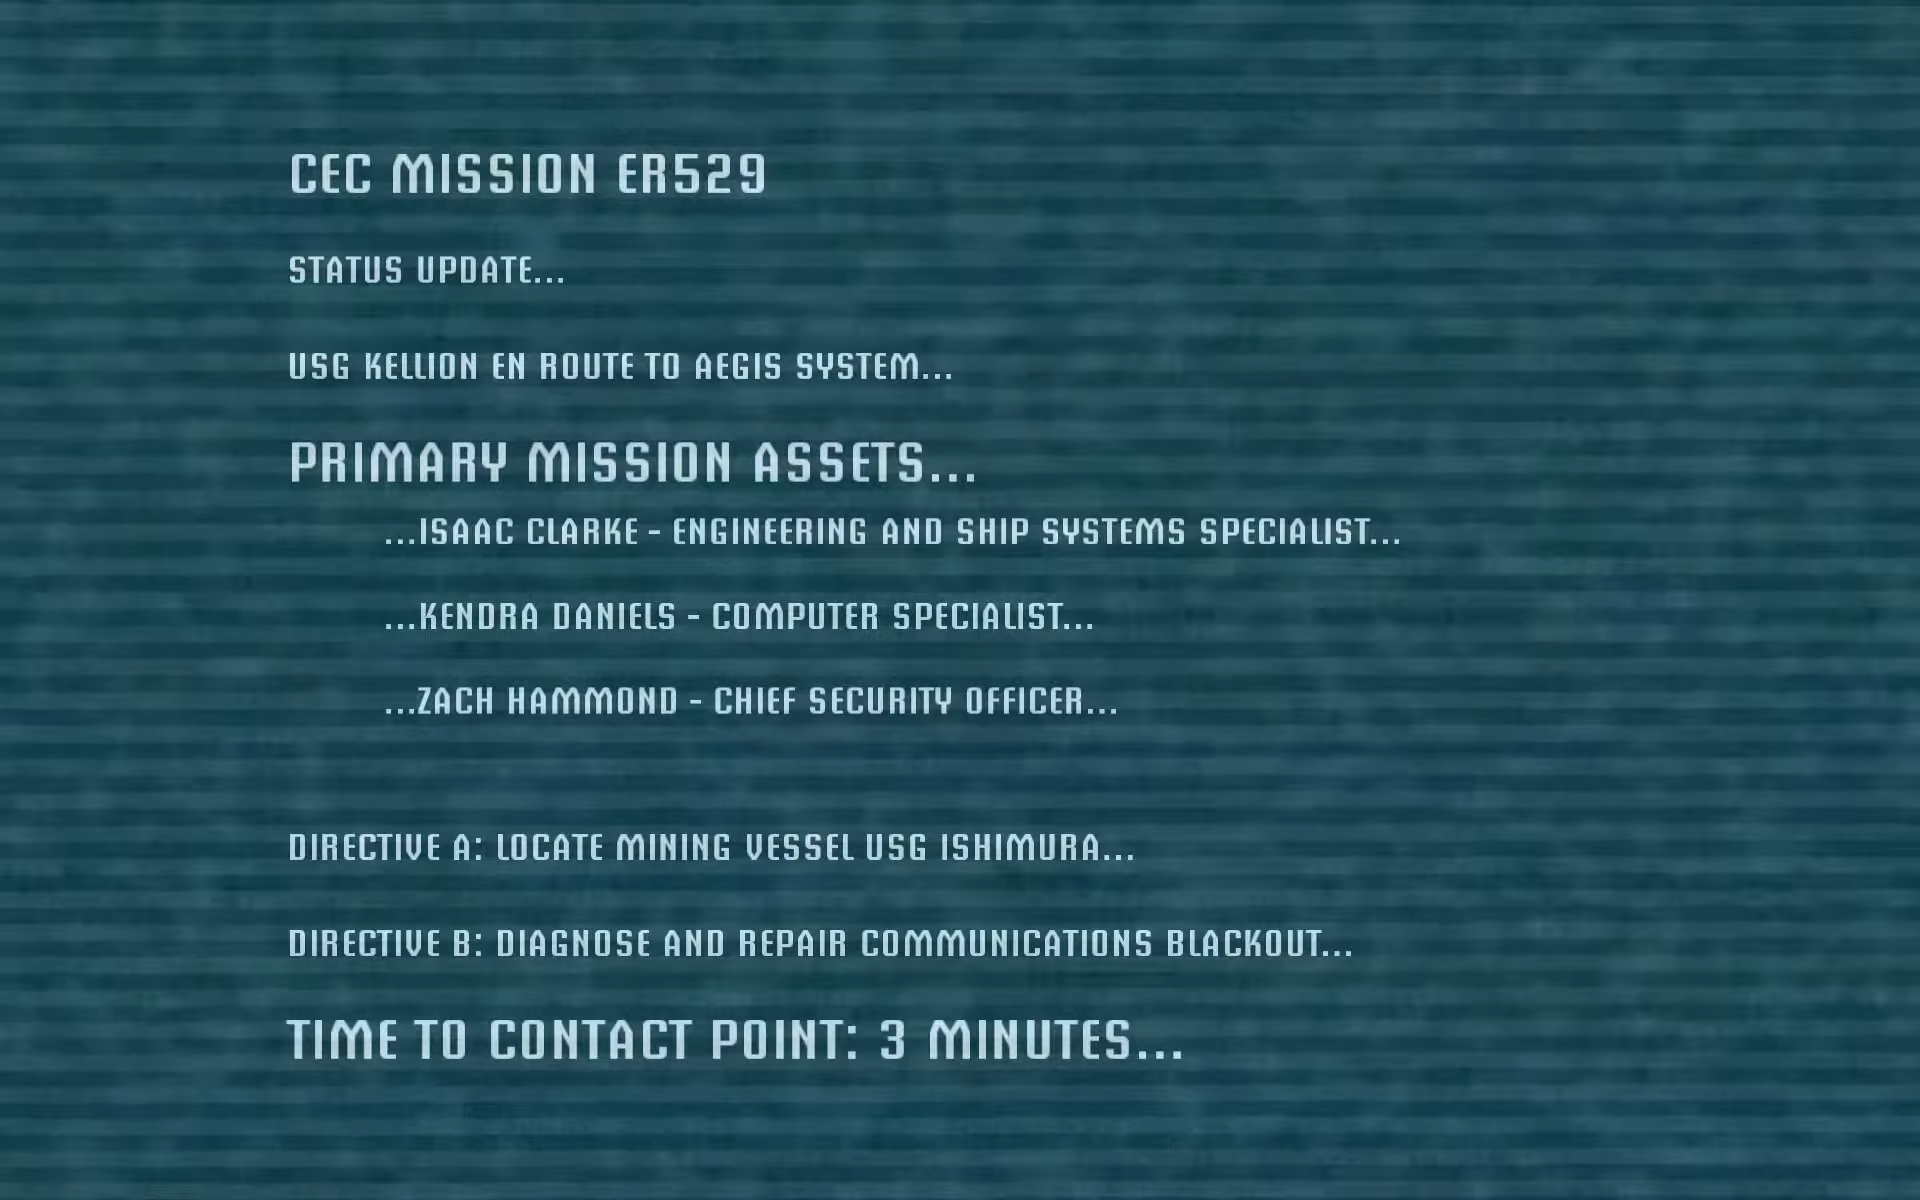 CEC MISSION ER529
STATUS UPDATE...
USG KELLION EN ROUTE TO AEGIS SYSTEM...
PRIMARY MISSION ASSETS...
...ISAAC CLARKE - ENGINEERING AND SHIP SYSTEMS SPECIALIST...
...KENDRA DANIELS - COMPUTER SPECIALIST...
...ZACH HAMMOND - CHIEF SECURITY OFFICER...
DIRECTIVE A: LOCATE MINING VESSEL USG ISHIMURA...
DIRECTIVE B: DIAGNOSE AND REPAIR COMMUNICATIONS BLACKOUT...
TIME TO CONTACT POINT: 3 MINUTES...